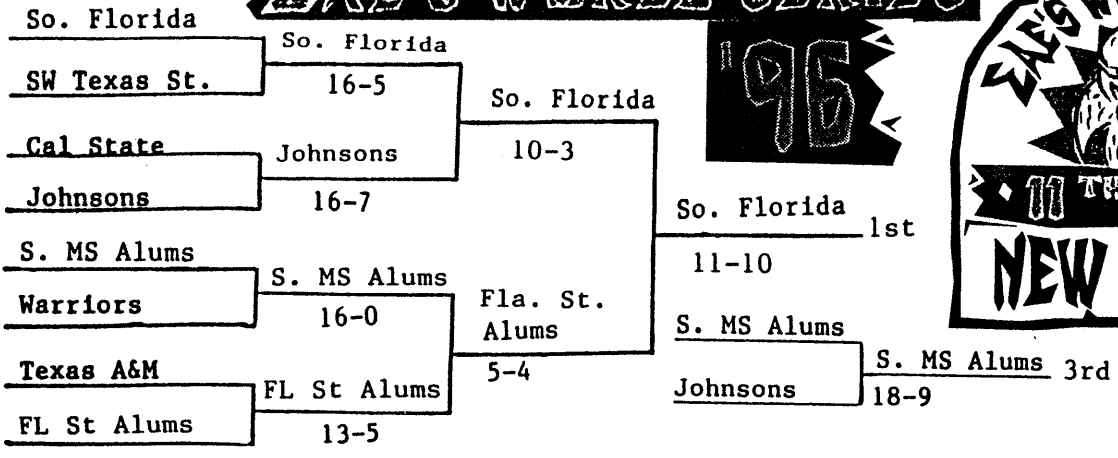 So. Florida
SW Texas St.
Cal State
Johnsons
S. MS Alums
Warriors
Texas A&M
FL St Alums
So. Florida
16-5
Johnsons
16-7
S. MS Alums
16-0
FL St Alums
13-5
So. Florida
10-3
Fla. St.
Alums
5-4
So. Florida 1st
11-10
S. MS Alums
Johnsons
S. MS Alums 3rd
18-9
'96
11
NEW